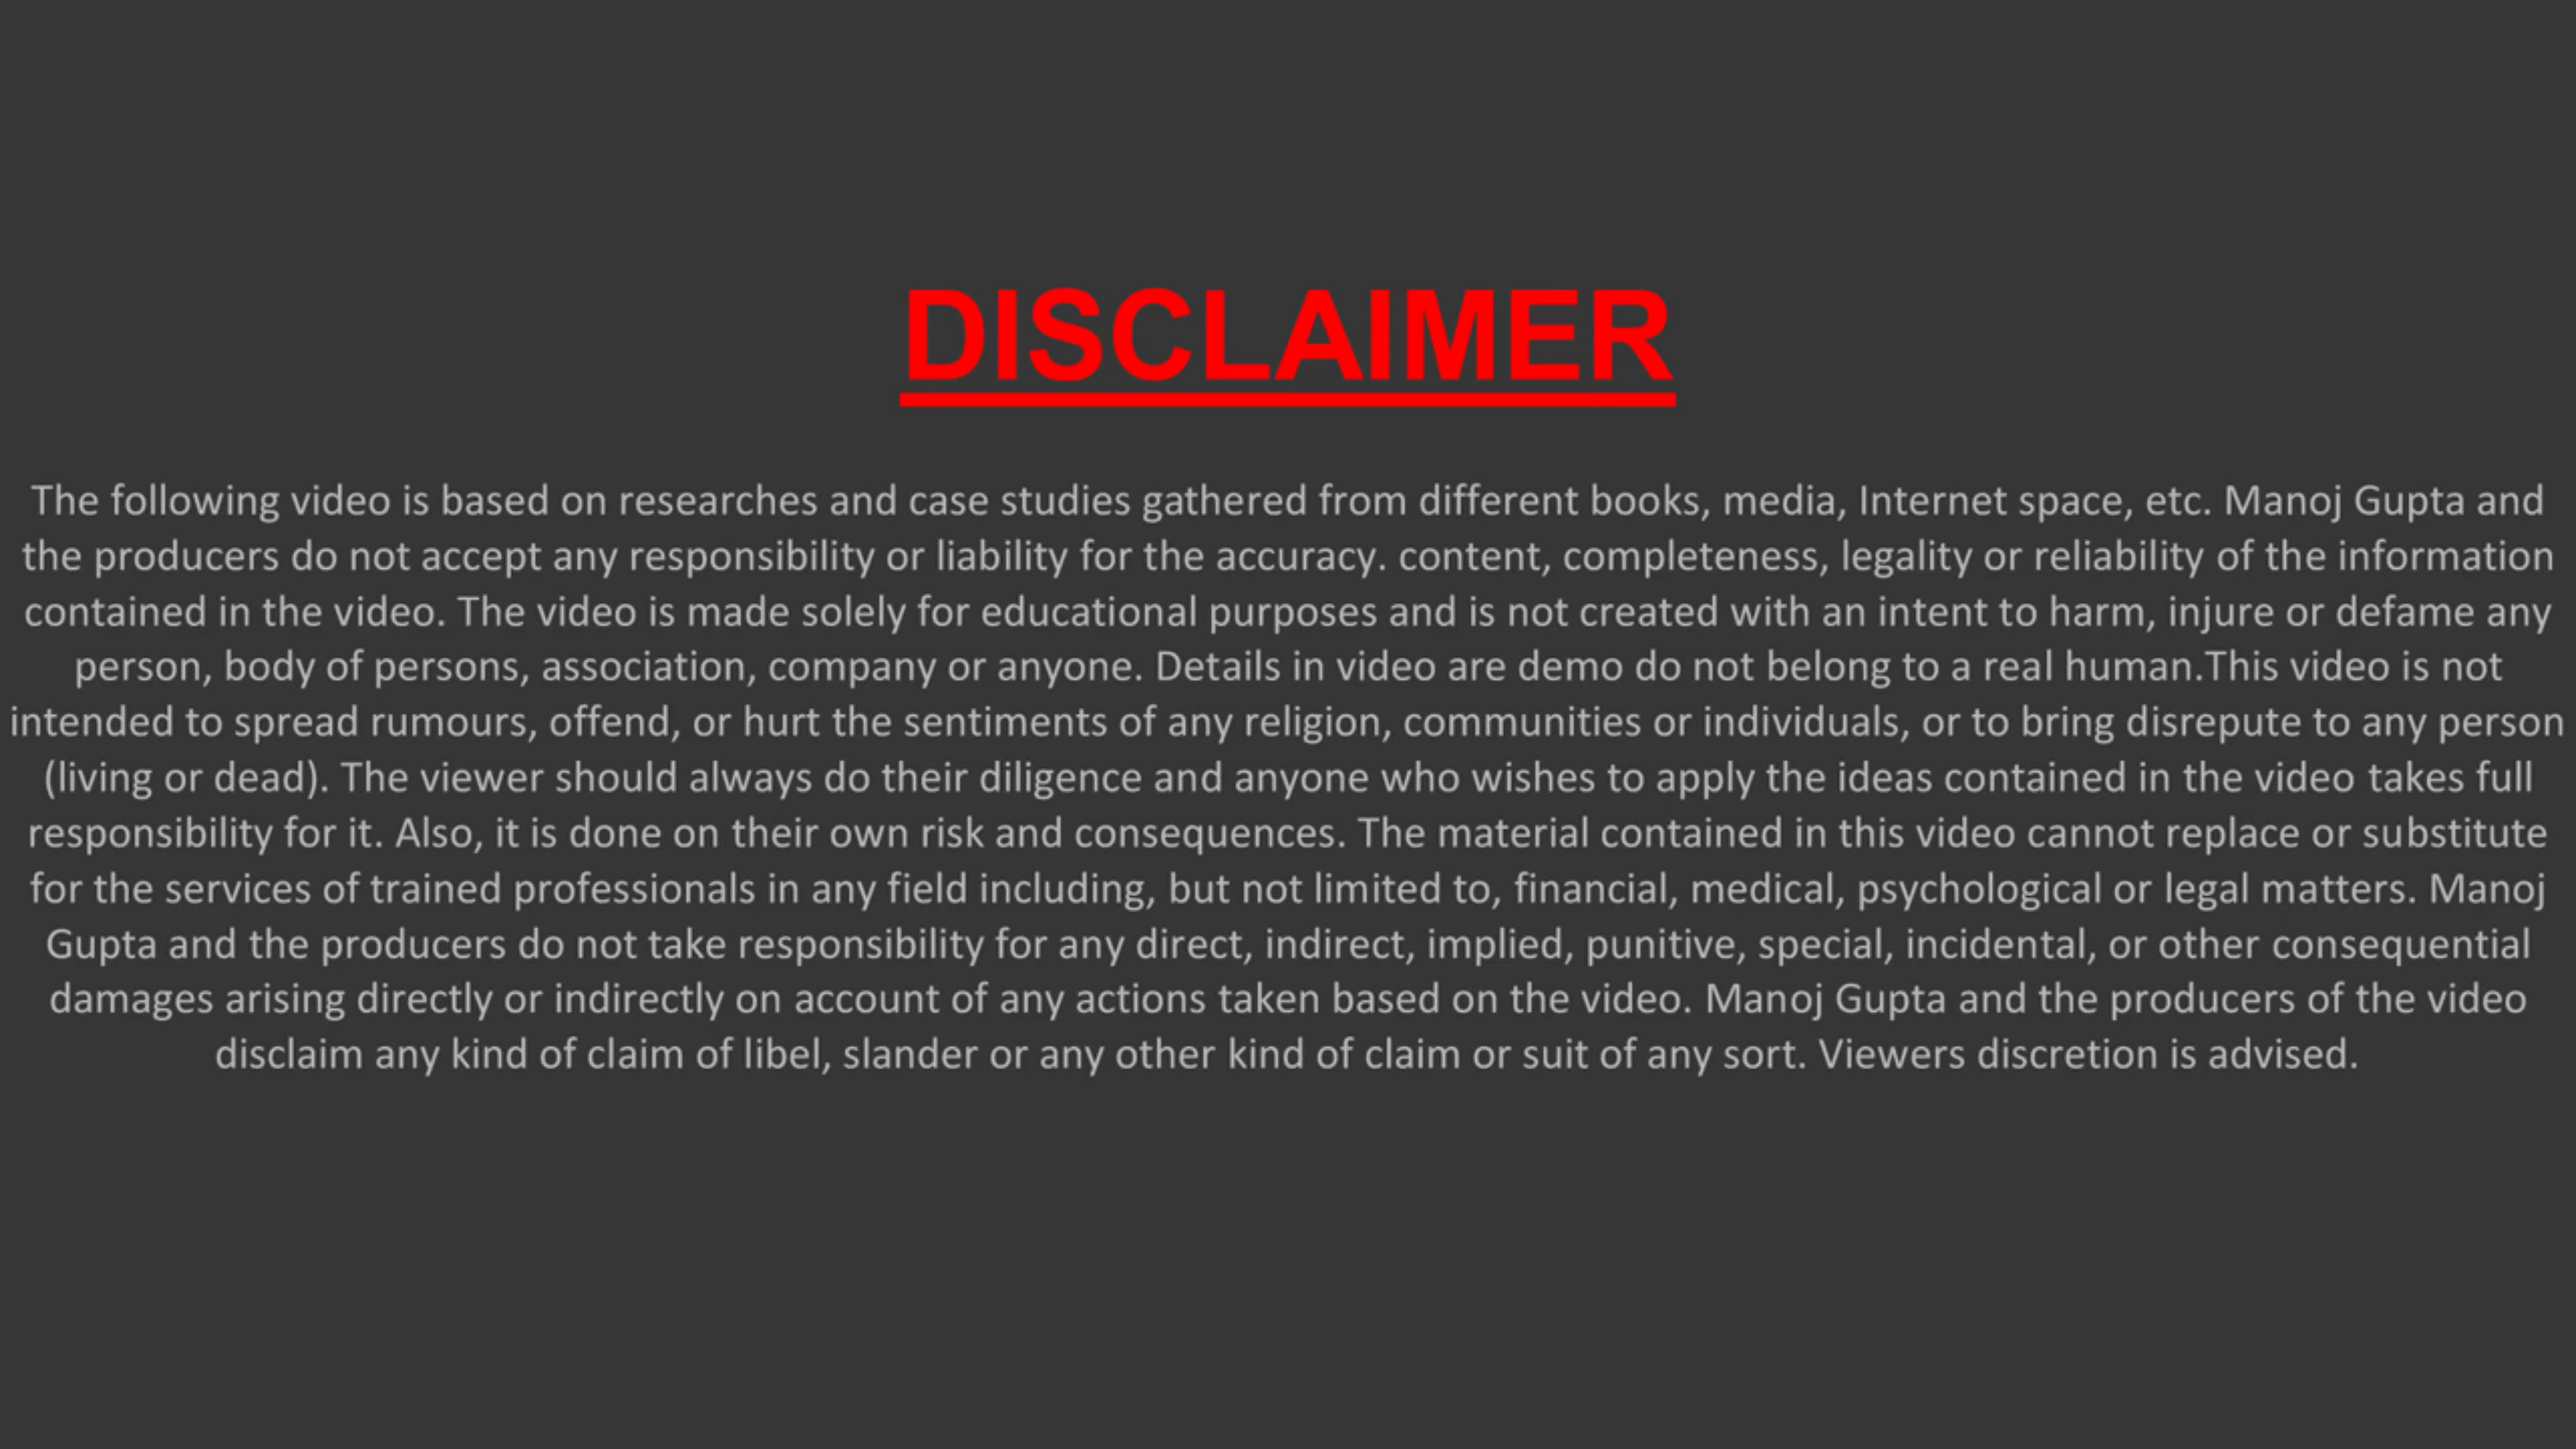 DISCLAIMER
The following video is based on researches and case studies gathered from different books, media, Internet space, etc. Manoj Gupta and
the producers do not accept any responsibility or liability for the accuracy. content, completeness, legality or reliability of the information
contained in the video. The video is made solely for educational purposes and is not created with an intent to harm, injure or defame any
person, body of persons, association, company or anyone. Details in video are demo do not belong to a real human.This video is not
intended to spread rumours, offend, or hurt the sentiments of any religion, communities or individuals, or to bring disrepute to any person
(living or dead). The viewer should always do their diligence and anyone who wishes to apply the ideas contained in the video takes full
responsibility for it. Also, it is done on their own risk and consequences. The material contained in this video cannot replace or substitute
for the services of trained professionals in any field including, but not limited to, financial, medical, psychological or legal matters. Manoj
Gupta and the producers do not take responsibility for any direct, indirect, implied, punitive, special, incidental, or other consequential
damages arising directly or indirectly on account of any actions taken based on the video. Manoj Gupta and the producers of the video
disclaim any kind of claim of libel, slander or any other kind of claim or suit of any sort. Viewers discretion is advised.